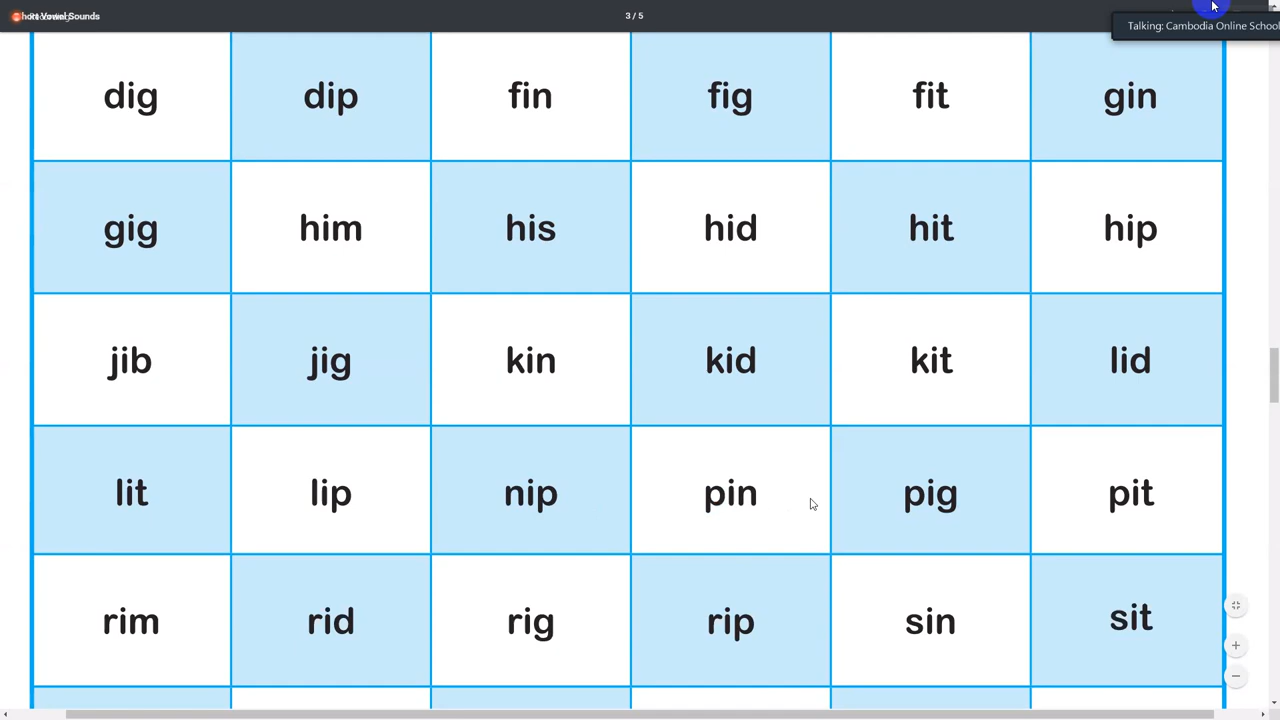 Short Vowel Sounds
3 / 5
Talking: Cambodia Online School
dig dip fin fig fit gin
gig him his hid hit hip
jib jig kin kid kit lid
lit lip nip pin pig pit
rim rid rig rip sin sit